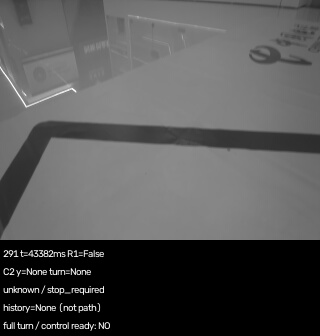 291 t=43382ms R1=False
C2 y=None turn=None
unknown / stop_required
history=None (not path)
full turn / control ready: NO